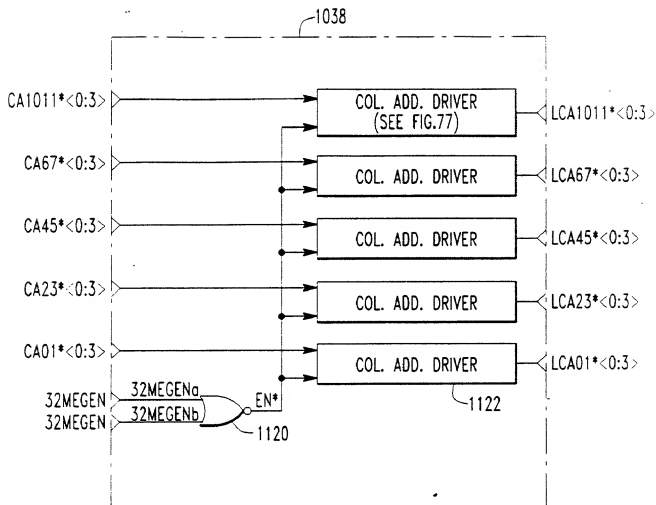 1038
CA1011*<0:3>
COL. ADD. DRIVER
(SEE FIG.77)
LCA1011*<0:3>
CA67*<0:3>
COL. ADD. DRIVER
LCA67*<0:3>
CA45*<0:3>
COL. ADD. DRIVER
LCA45*<0:3>
CA23*<0:3>
COL. ADD. DRIVER
LCA23*<0:3>
CA01*<0:3>
COL. ADD. DRIVER
LCA01*<0:3>
32MEGEN
32MEGENa
EN*
32MEGEN
32MEGENb
1120
1122